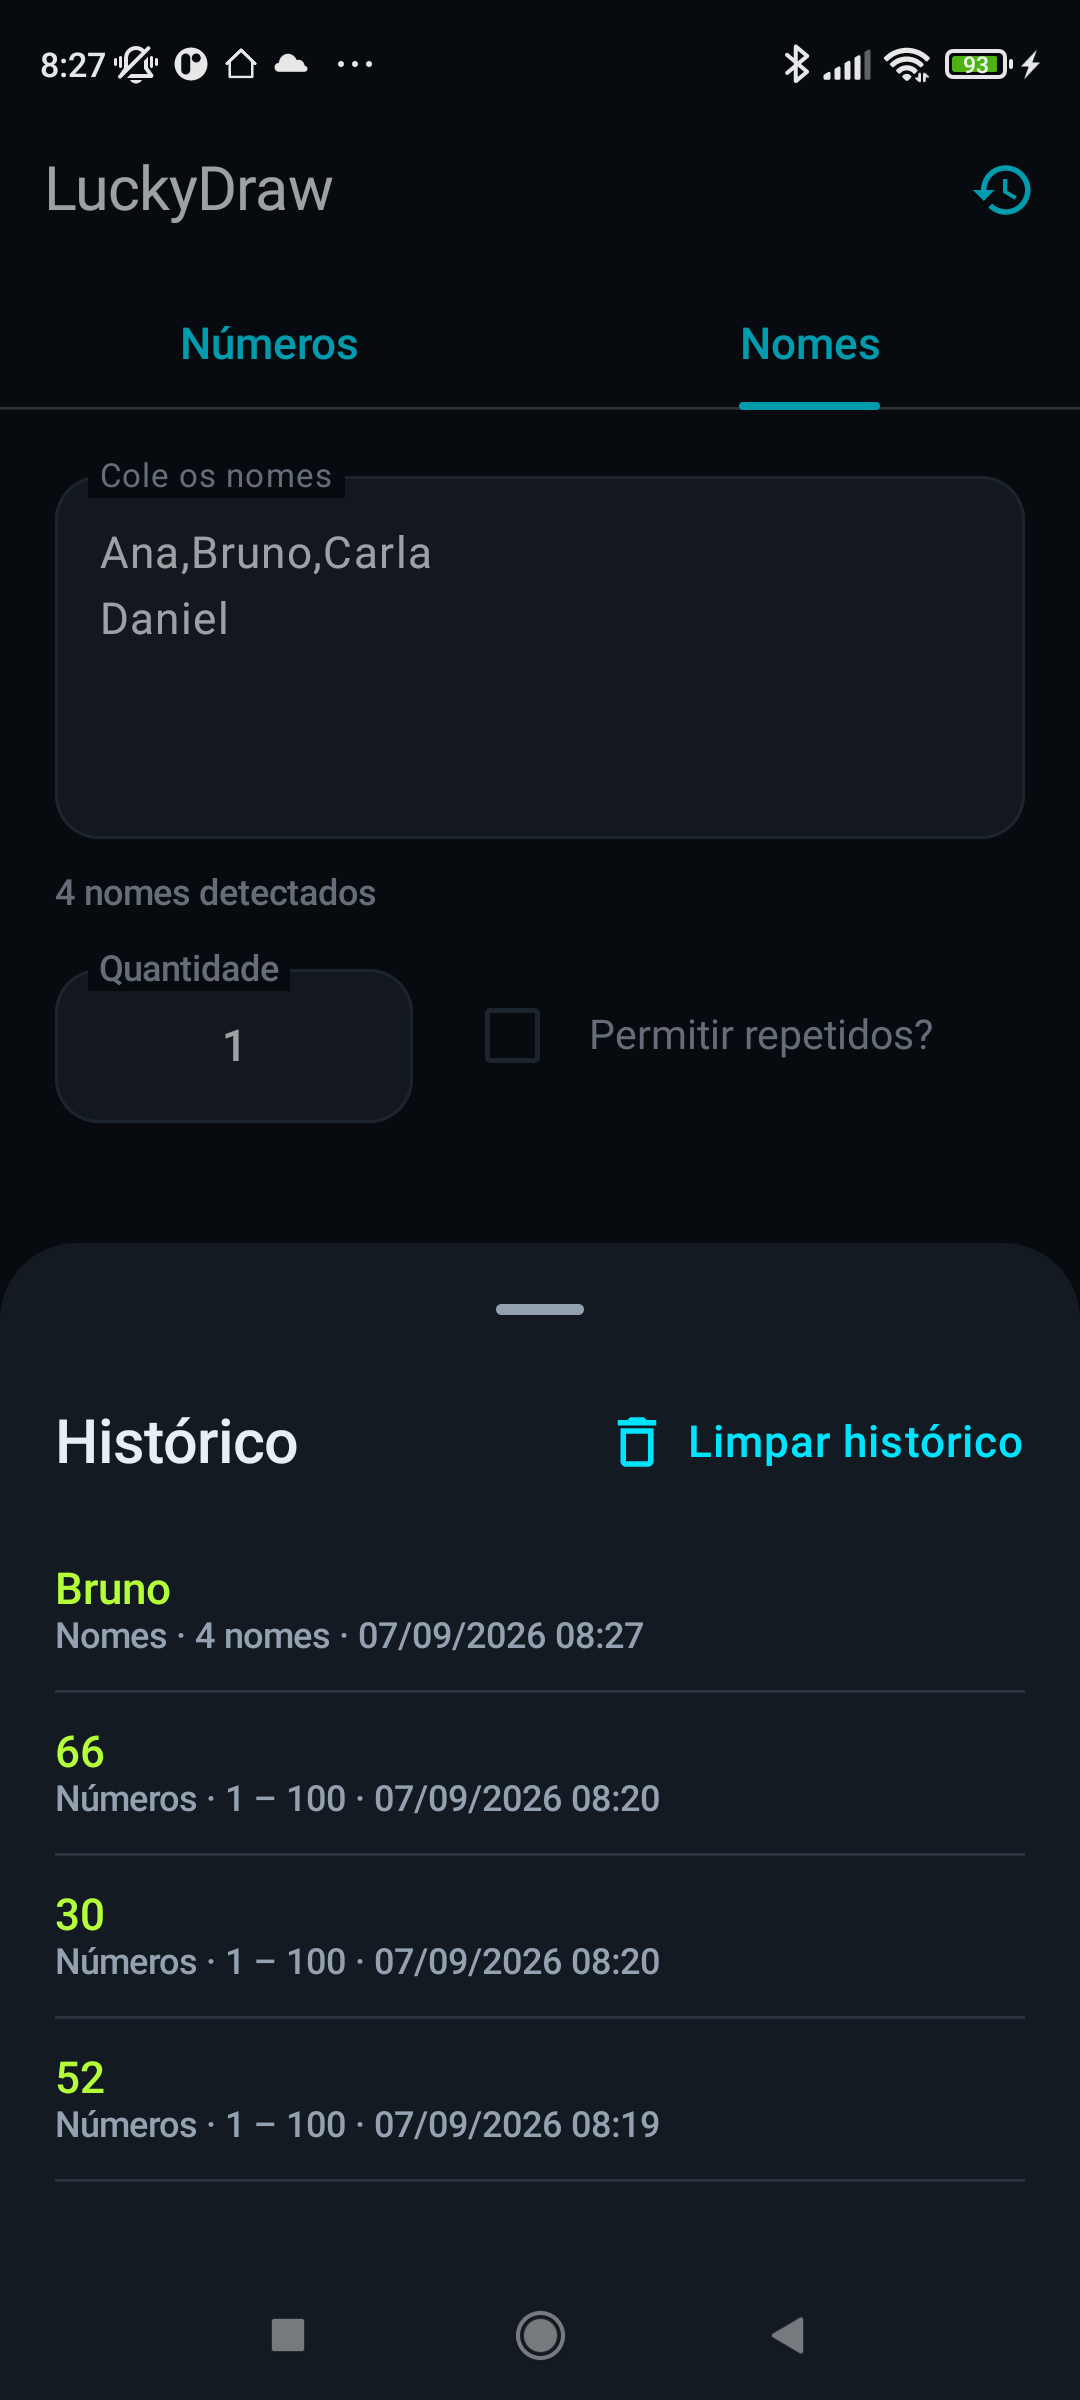 8:27
93
LuckyDraw
Números
Nomes
Cole os nomes
Ana,Bruno,Carla
Daniel
4 nomes detectados
Quantidade
1
Permitir repetidos?
Histórico
Limpar histórico
Bruno
Nomes · 4 nomes · 07/09/2026 08:27
66
Números · 1 – 100 · 07/09/2026 08:20
30
Números · 1 – 100 · 07/09/2026 08:20
52
Números · 1 – 100 · 07/09/2026 08:19